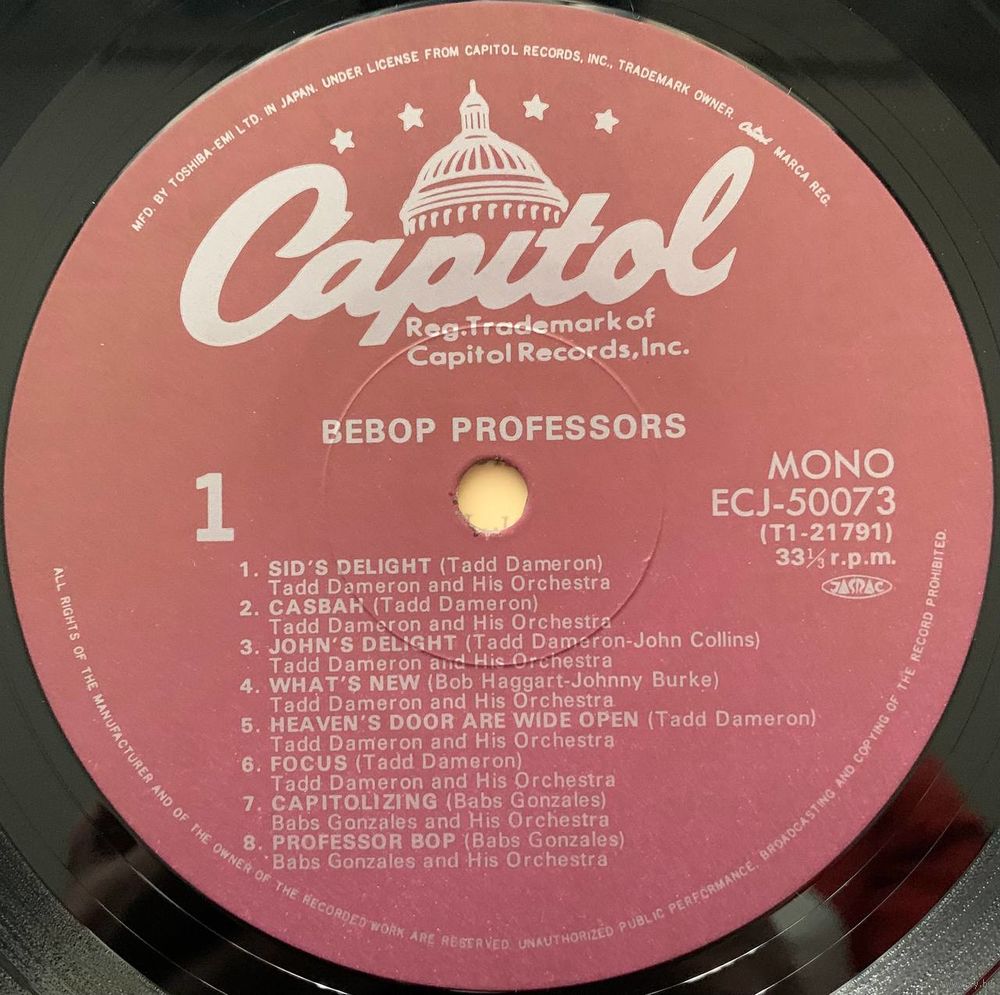 MFD. BY TOSHIBA-EMI LTD. IN JAPAN. UNDER LICENSE FROM CAPITOL RECORDS, INC., TRADEMARK OWNER. Capitol MARCA REG.
Capitol
Reg.Trademark of
Capitol Records,Inc.
BEBOP PROFESSORS
1
MONO
ECJ-50073
(T1-21791)
33⅓ r.p.m.
JASRAC
1. SID'S DELIGHT (Tadd Dameron)
Tadd Dameron and His Orchestra
2. CASBAH (Tadd Dameron)
Tadd Dameron and His Orchestra
3. JOHN'S DELIGHT (Tadd Dameron-John Collins)
Tadd Dameron and His Orchestra
4. WHAT'S NEW (Bob Haggart-Johnny Burke)
Tadd Dameron and His Orchestra
5. HEAVEN'S DOOR ARE WIDE OPEN (Tadd Dameron)
Tadd Dameron and His Orchestra
6. FOCUS (Tadd Dameron)
Tadd Dameron and His Orchestra
7. CAPITOLIZING (Babs Gonzales)
Babs Gonzales and His Orchestra
8. PROFESSOR BOP (Babs Gonzales)
Babs Gonzales and His Orchestra
ALL RIGHTS OF THE MANUFACTURER AND OF THE OWNER OF THE RECORDED WORK ARE RESERVED. UNAUTHORIZED PUBLIC PERFORMANCE, BROADCASTING AND COPYING OF THE RECORD PROHIBITED.